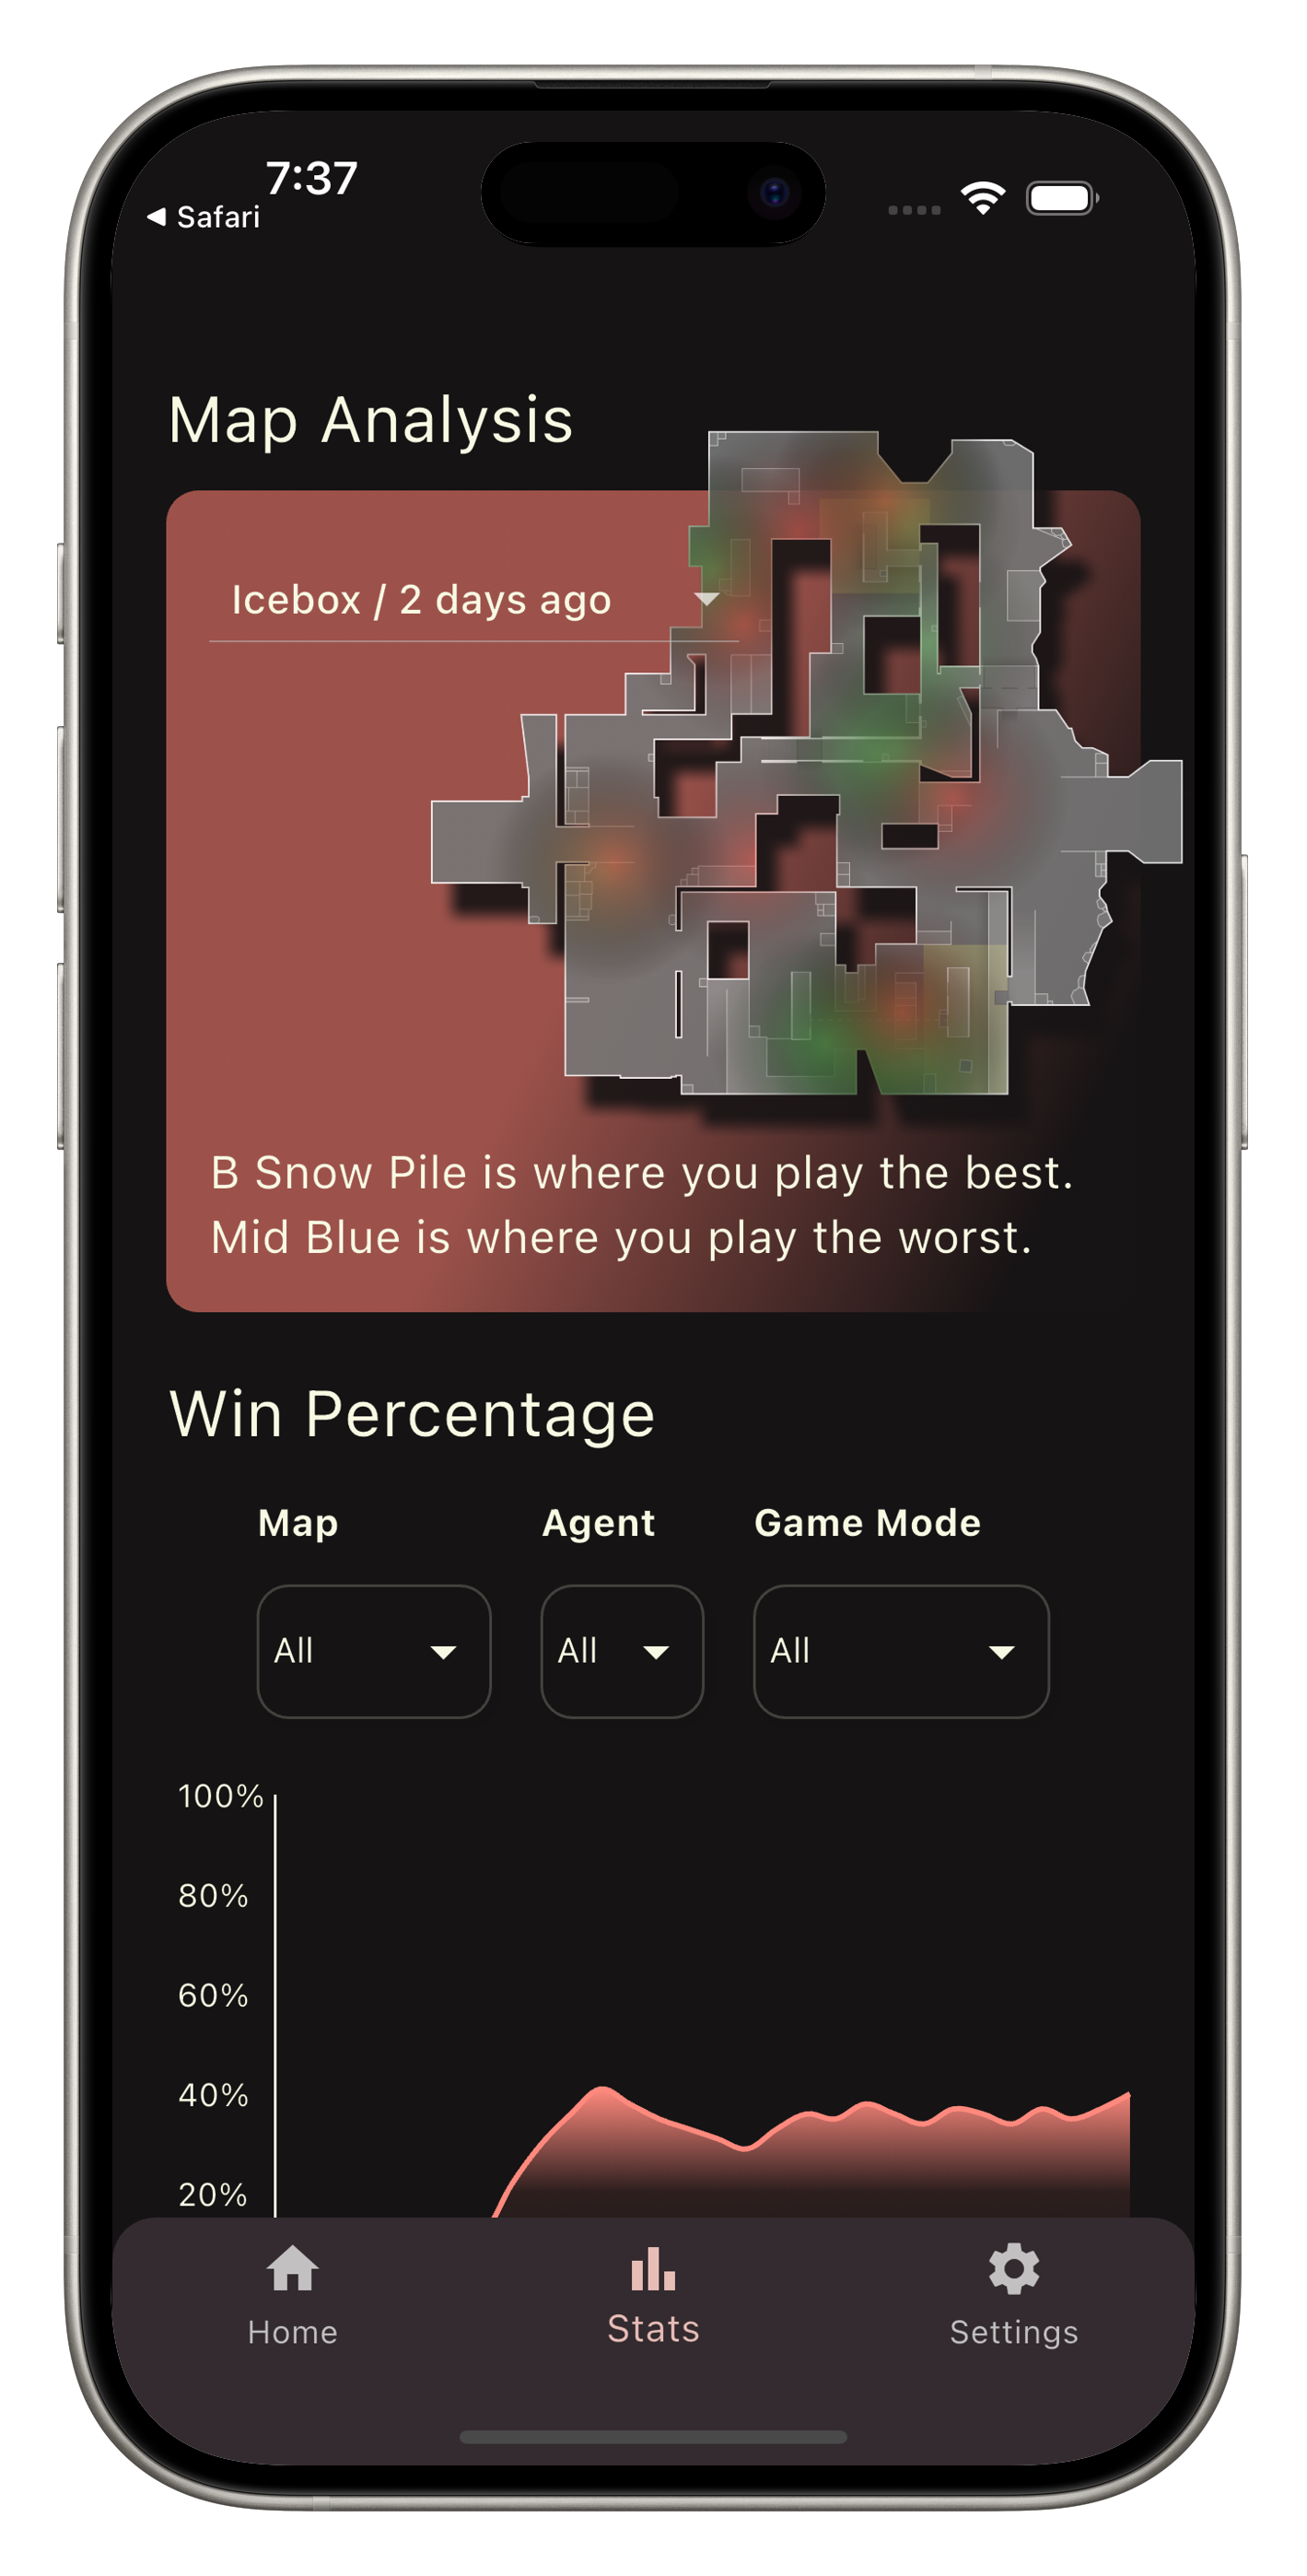 7:37
Safari
Map Analysis
Icebox / 2 days ago
B Snow Pile is where you play the best.
Mid Blue is where you play the worst.
Win Percentage
Map Agent Game Mode
All All All
100%
80%
60%
40%
20%
Home Stats Settings